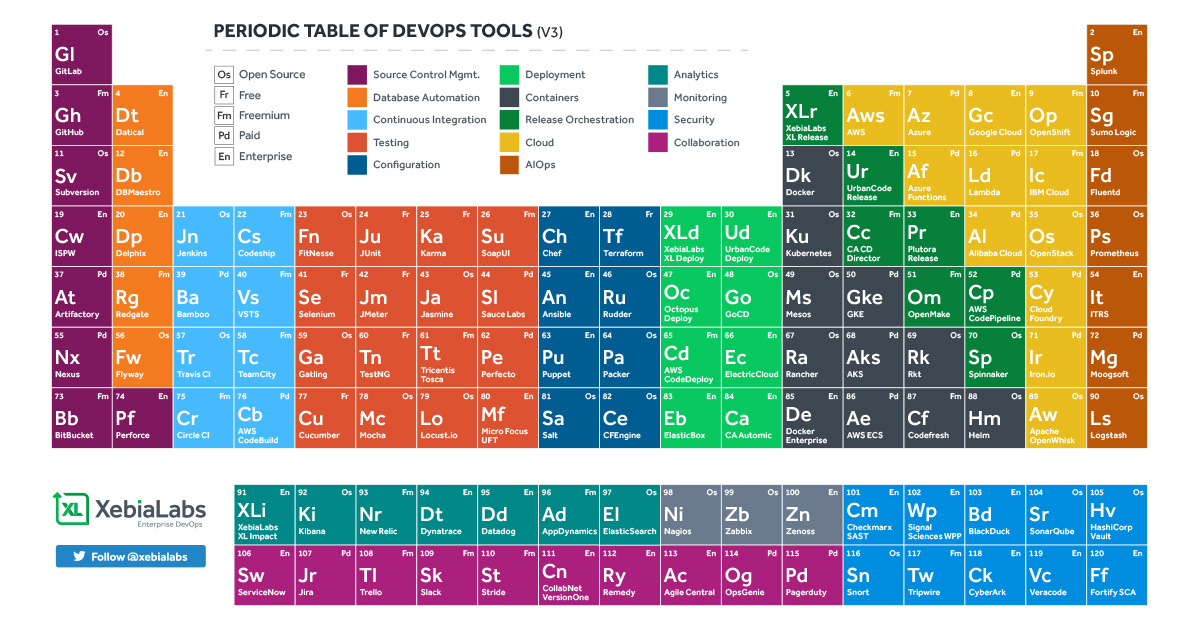 PERIODIC TABLE OF DEVOPS TOOLS (V3)
Os Open Source
Fr Free
Fm Freemium
Pd Paid
En Enterprise
Source Control Mgmt.
Database Automation
Continuous Integration
Testing
Configuration
Deployment
Containers
Release Orchestration
Cloud
AIOps
Analytics
Monitoring
Security
Collaboration
1 Os
Gl
GitLab
2 En
Sp
Splunk
3 Fm
Gh
GitHub
4 En
Dt
Datical
5 En
XLr
XebiaLabs
XL Release
6 Fm
Aws
AWS
7 Pd
Az
Azure
8 En
Gc
Google Cloud
9 Fm
Op
OpenShift
10 Fm
Sg
Sumo Logic
11 Os
Sv
Subversion
12 En
Db
DBMaestro
13 Os
Dk
Docker
14 En
Ur
UrbanCode
Release
15 Pd
Af
Azure
Functions
16 Pd
Ld
Lambda
17 Fm
Ic
IBM Cloud
18 Os
Fd
Fluentd
19 En
Cw
ISPW
20 En
Dp
Delphix
21 Os
Jn
Jenkins
22 Fm
Cs
Codeship
23 Os
Fn
FitNesse
24 Fr
Ju
JUnit
25 Fr
Ka
Karma
26 Fm
Su
SoapUI
27 En
Ch
Chef
28 Fr
Tf
Terraform
29 En
XLd
XebiaLabs
XL Deploy
30 En
Ud
UrbanCode
Deploy
31 Os
Ku
Kubernetes
32 Fm
Cc
CA CD
Director
33 En
Pr
Plutora
Release
34 Pd
Al
Alibaba Cloud
35 Os
Os
OpenStack
36 Os
Ps
Prometheus
37 Pd
At
Artifactory
38 Fm
Rg
Redgate
39 Pd
Ba
Bamboo
40 Fm
Vs
VSTS
41 Fr
Se
Selenium
42 Fr
Jm
JMeter
43 Os
Ja
Jasmine
44 Pd
Sl
Sauce Labs
45 En
An
Ansible
46 Os
Ru
Rudder
47 En
Oc
Octopus
Deploy
48 Os
Go
GoCD
49 Os
Ms
Mesos
50 Pd
Gke
GKE
51 Fm
Om
OpenMake
52 Pd
Cp
AWS
CodePipeline
53 Pd
Cy
Cloud
Foundry
54 En
It
ITRS
55 Pd
Nx
Nexus
56 Os
Fw
Flyway
57 Os
Tr
Travis CI
58 Fm
Tc
TeamCity
59 Os
Ga
Gatling
60 Fr
Tn
TestNG
61 Fm
Tt
Tricentis
Tosca
62 Pd
Pe
Perfecto
63 En
Pu
Puppet
64 Os
Pa
Packer
65 Fm
Cd
AWS
CodeDeploy
66 En
Ec
ElectricCloud
67 Os
Ra
Rancher
68 Pd
Aks
AKS
69 Os
Rk
Rkt
70 Os
Sp
Spinnaker
71 Pd
Ir
Iron.io
72 Pd
Mg
Moogsoft
73 Fm
Bb
BitBucket
74 En
Pf
Perforce
75 Fm
Cr
Circle CI
76 Pd
Cb
AWS
CodeBuild
77 Fr
Cu
Cucumber
78 Os
Mc
Mocha
79 Os
Lo
Locust.io
80 En
Mf
Micro Focus
UFT
81 Os
Sa
Salt
82 Os
Ce
CFEngine
83 En
Eb
ElasticBox
84 En
Ca
CA Automic
85 En
De
Docker
Enterprise
86 Pd
Ae
AWS ECS
87 Fm
Cf
Codefresh
88 Os
Hm
Helm
89 Os
Aw
Apache
OpenWhisk
90 Os
Ls
Logstash
XL XebiaLabs
Enterprise DevOps
Follow @xebialabs
91 En
XLi
XebiaLabs
XL Impact
92 Os
Ki
Kibana
93 Fm
Nr
New Relic
94 En
Dt
Dynatrace
95 En
Dd
Datadog
96 Fm
Ad
AppDynamics
97 Os
El
ElasticSearch
98 Os
Ni
Nagios
99 Os
Zb
Zabbix
100 En
Zn
Zenoss
101 En
Cm
Checkmarx
SAST
102 En
Wp
Signal
Sciences WPP
103 En
Bd
BlackDuck
104 Os
Sr
SonarQube
105 Os
Hv
HashiCorp
Vault
106 En
Sw
ServiceNow
107 Pd
Jr
Jira
108 Fm
Tl
Trello
109 Fm
Sk
Slack
110 Fm
St
Stride
111 En
Cn
CollabNet
VersionOne
112 En
Ry
Remedy
113 En
Ac
Agile Central
114 Pd
Og
OpsGenie
115 Pd
Pd
Pagerduty
116 Os
Sn
Snort
117 Fm
Tw
Tripwire
118 En
Ck
CyberArk
119 En
Vc
Veracode
120 En
Ff
Fortify SCA